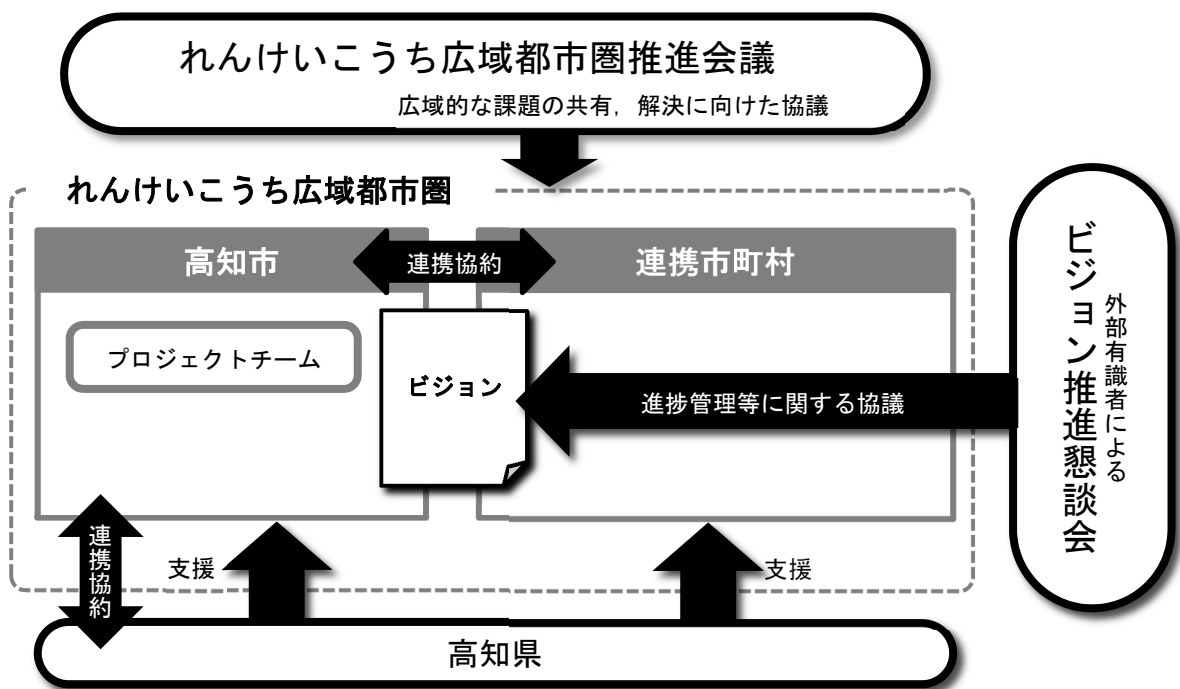 れんけいこうち広域都市圏推進会議
広域的な課題の共有，解決に向けた協議
れんけいこうち広域都市圏
高知市
連携協約
連携市町村
プロジェクトチーム
ビジョン
進捗管理等に関する協議
外部有識者による
ビジョン推進懇談会
連携協約
支援
支援
高知県